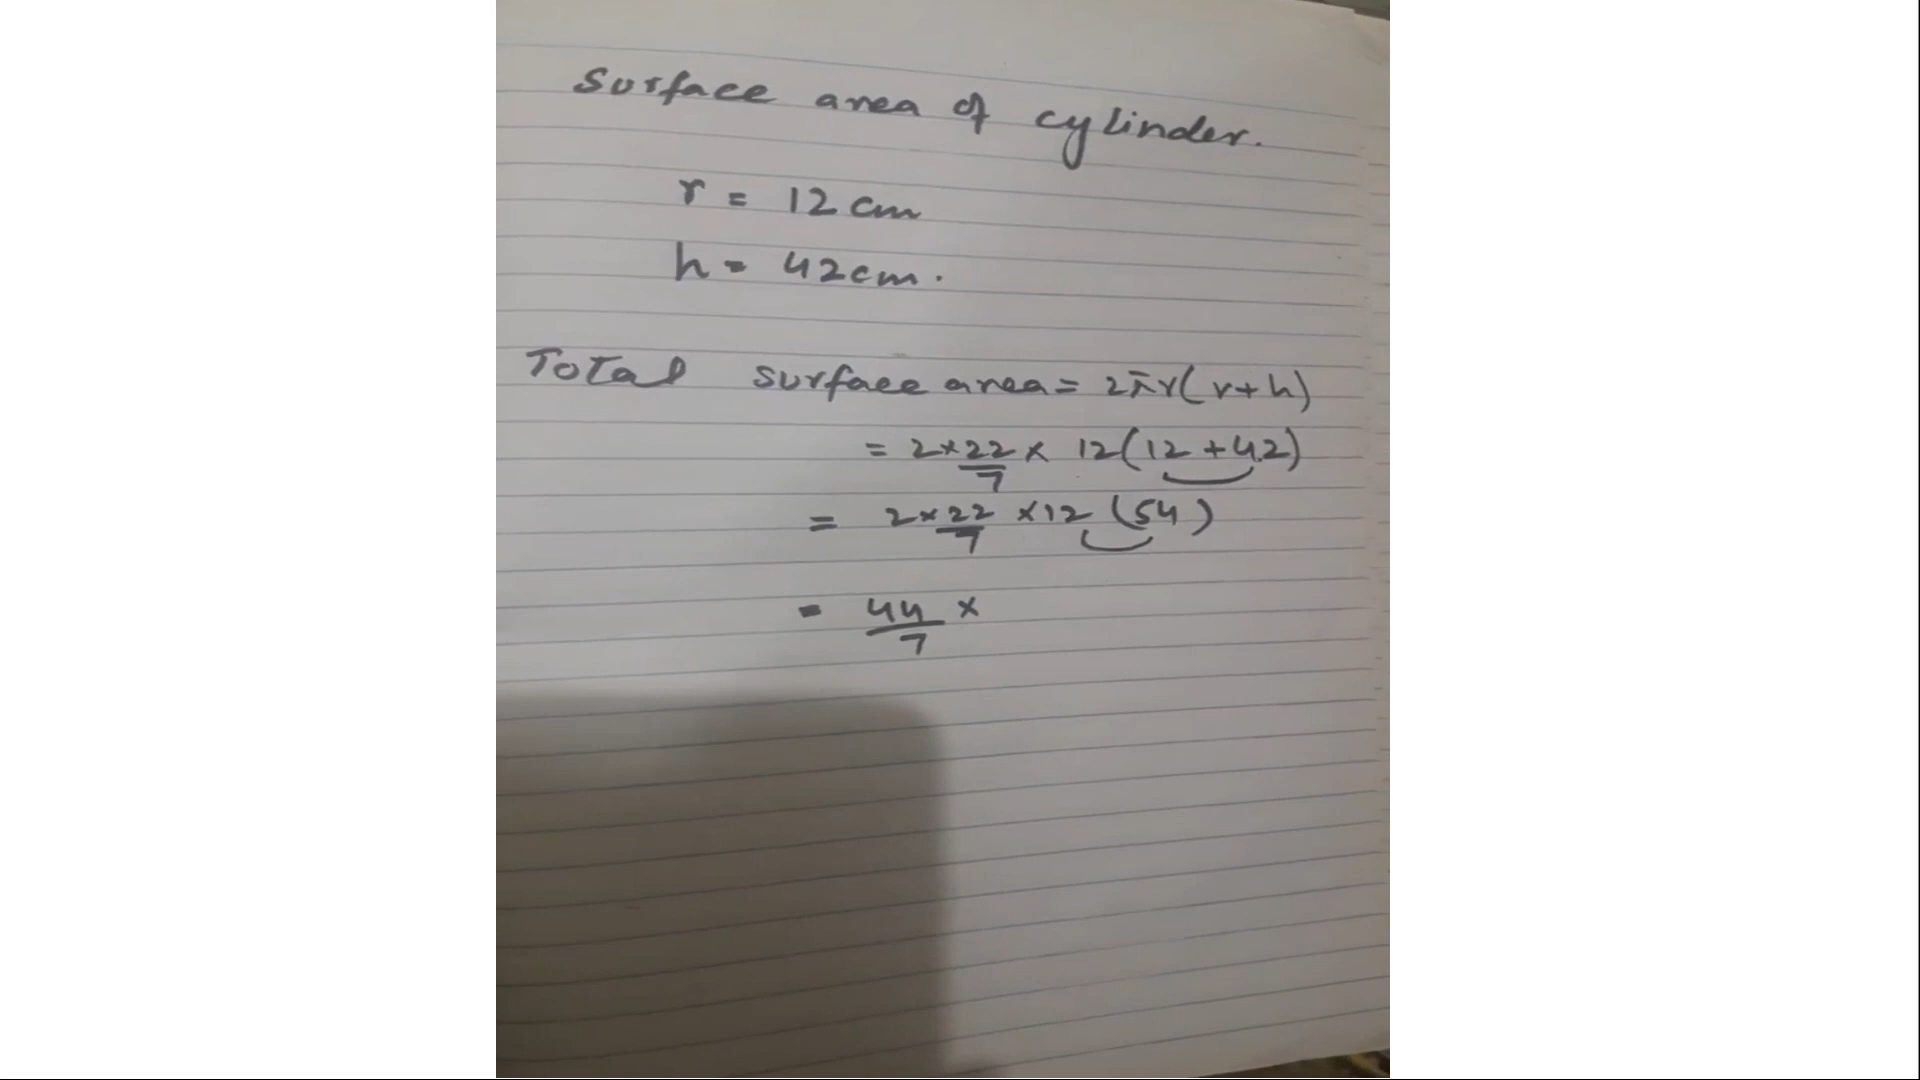 Surface area of cylinder.
r = 12 cm
h = 42cm.
Total surface area = 2πr(r+h)
= 2×22/7 × 12(12+42)
= 2×22/7 ×12 (54)
= 44/7 ×